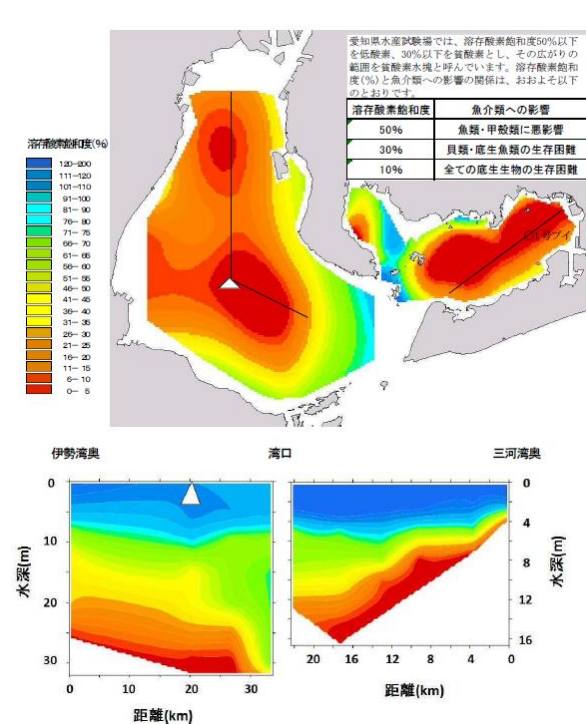 愛知県水産試験場では、溶存酸素飽和度50%以下
を低酸素、30%以下を貧酸素とし、その広がりの
範囲を貧酸素水塊と呼んでいます。溶存酸素飽和
度(%)と魚介類への影響の関係は、おおよそ以下
のとおりです。
溶存酸素飽和度 魚介類への影響
50% 魚類・甲殻類に悪影響
30% 貝類・底生魚類の生存困難
10% 全ての底生生物の生存困難
溶存酸素飽和度(%)
120-200
111-120
101-110
91-100
81- 90
76- 80
71- 75
66- 70
61- 65
56- 60
51- 55
46- 50
41- 45
36- 40
31- 35
26- 30
21- 25
16- 20
11- 15
6- 10
0- 5
号ブイ
伊勢湾奥 湾口 三河湾奥
0
10
20
30
水深(m)
0 10 20 30
距離(km)
0
4
8
12
16
水深(m)
20 16 12 8 4 0
距離(km)